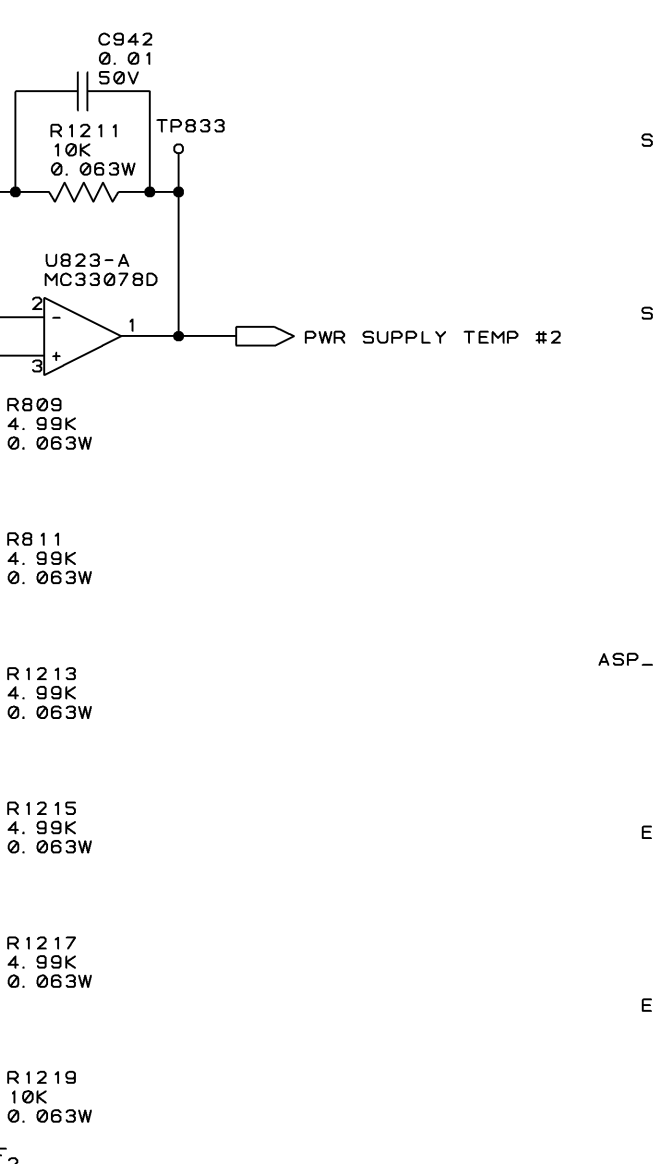 C942
0.01
50V
R1211
10K
0.063W
TP833
S
U823-A
MC33078D
2
-
1
+
3
PWR SUPPLY TEMP #2
S
R809
4.99K
0.063W
R811
4.99K
0.063W
ASP_
R1213
4.99K
0.063W
R1215
4.99K
0.063W
E
R1217
4.99K
0.063W
E
R1219
10K
0.063W